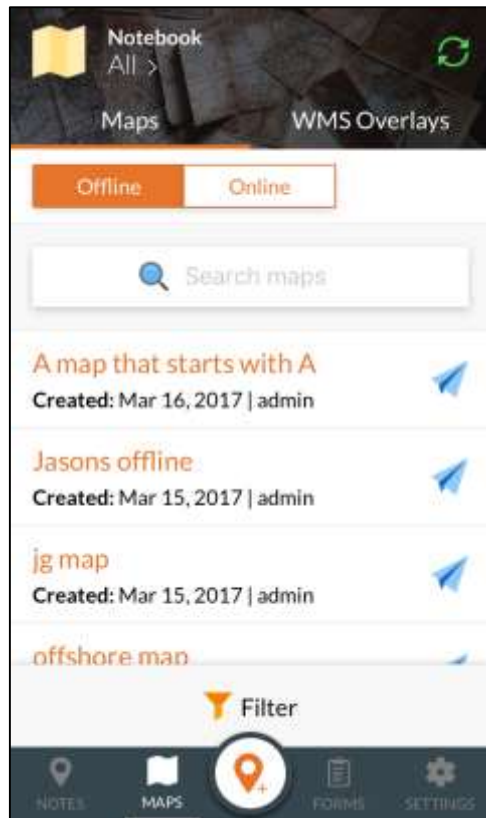 Notebook
All >
Maps WMS Overlays
Offline Online
Search maps
A map that starts with A
Created: Mar 16, 2017 | admin
Jasons offline
Created: Mar 15, 2017 | admin
jg map
Created: Mar 15, 2017 | admin
offshore map
Filter
NOTES MAPS FORMS SETTINGS